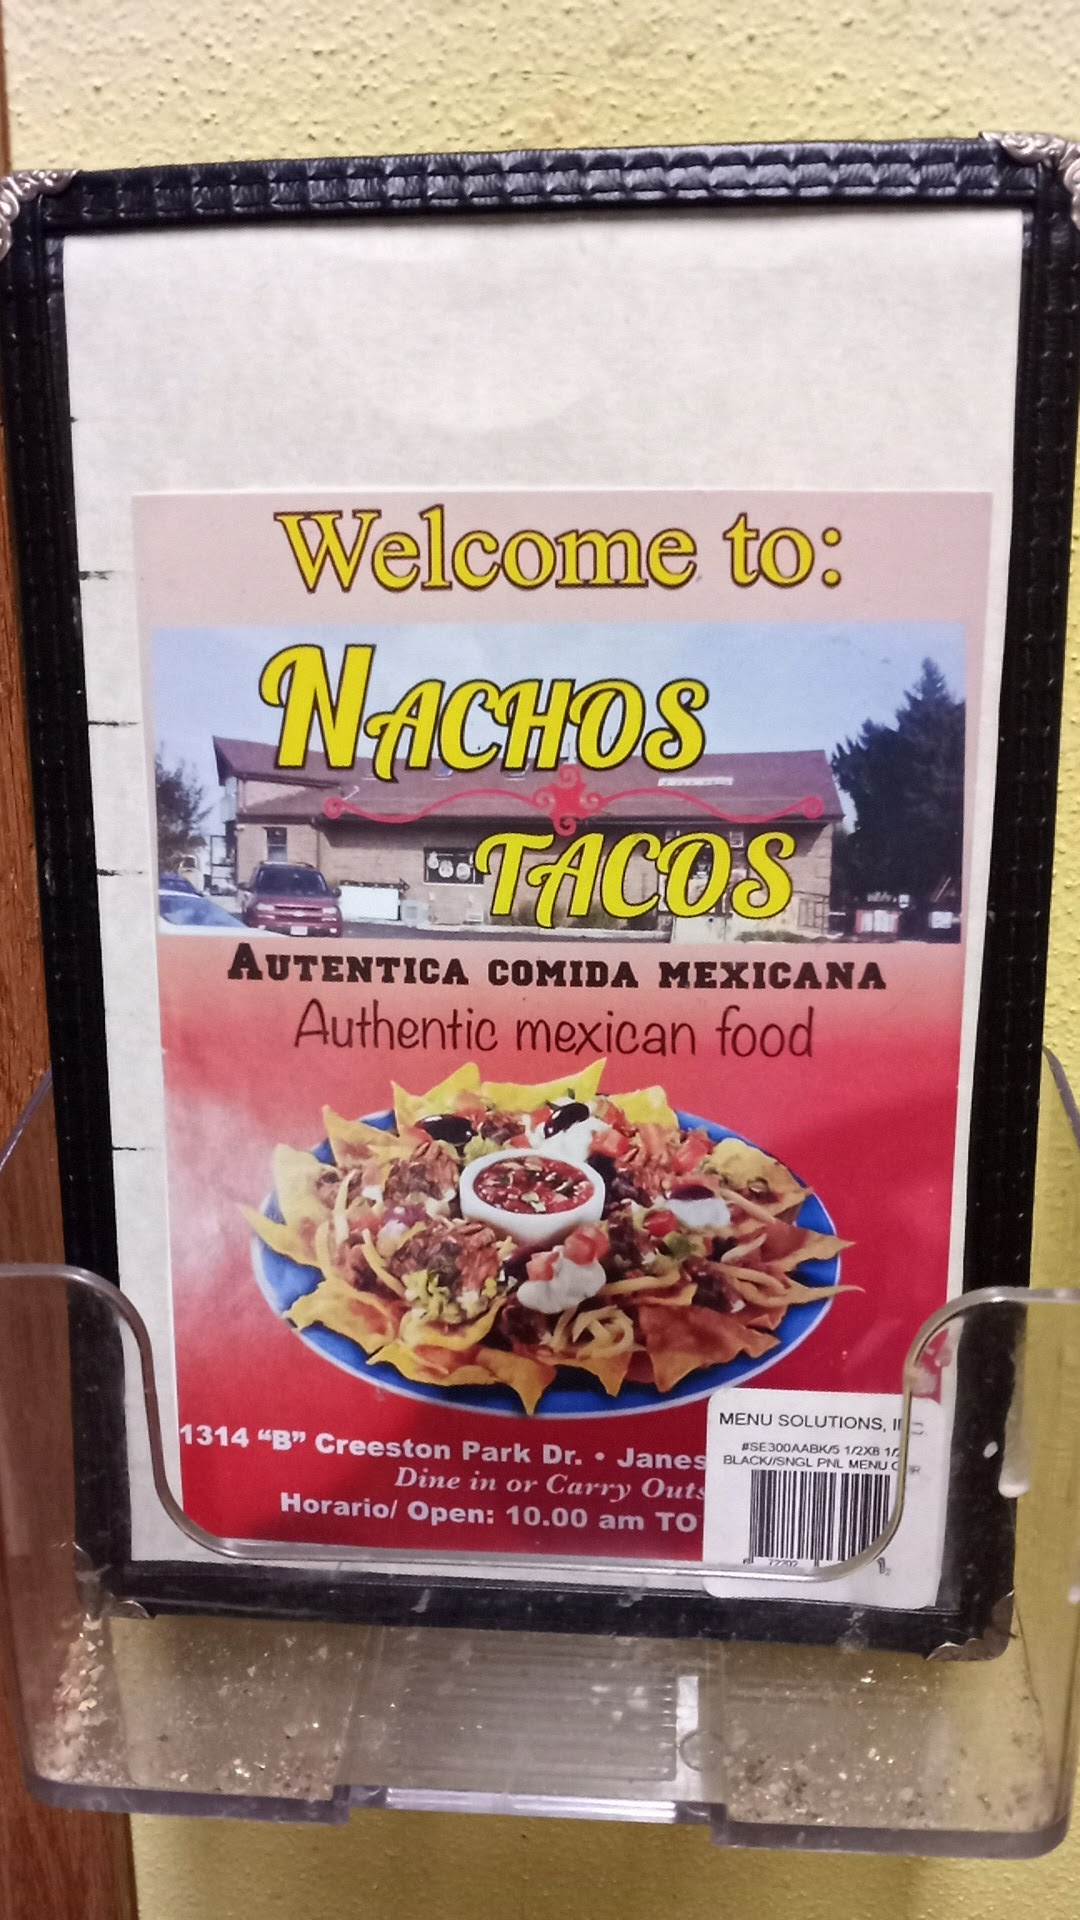 Welcome to:
NACHOS
TACOS
AUTENTICA COMIDA MEXICANA
Authentic mexican food
1314 “B” Creeston Park Dr. • Janes
Dine in or Carry Outs
Horario/ Open: 10.00 am TO
MENU SOLUTIONS,
#SE300AABK/5 1/2X8 1/2
BLACK//SNGL PNL MENU